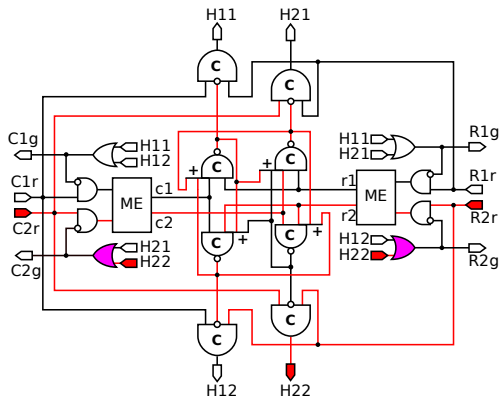 H11 H21
C C
C1g H11 H12 H11 H21 R1g
+ C + C
C1r ME c1 r1 ME R1r
C2r c2 r2 R2r
C + C +
C2g H21 H22 H12 H22 R2g
C C
H12 H22